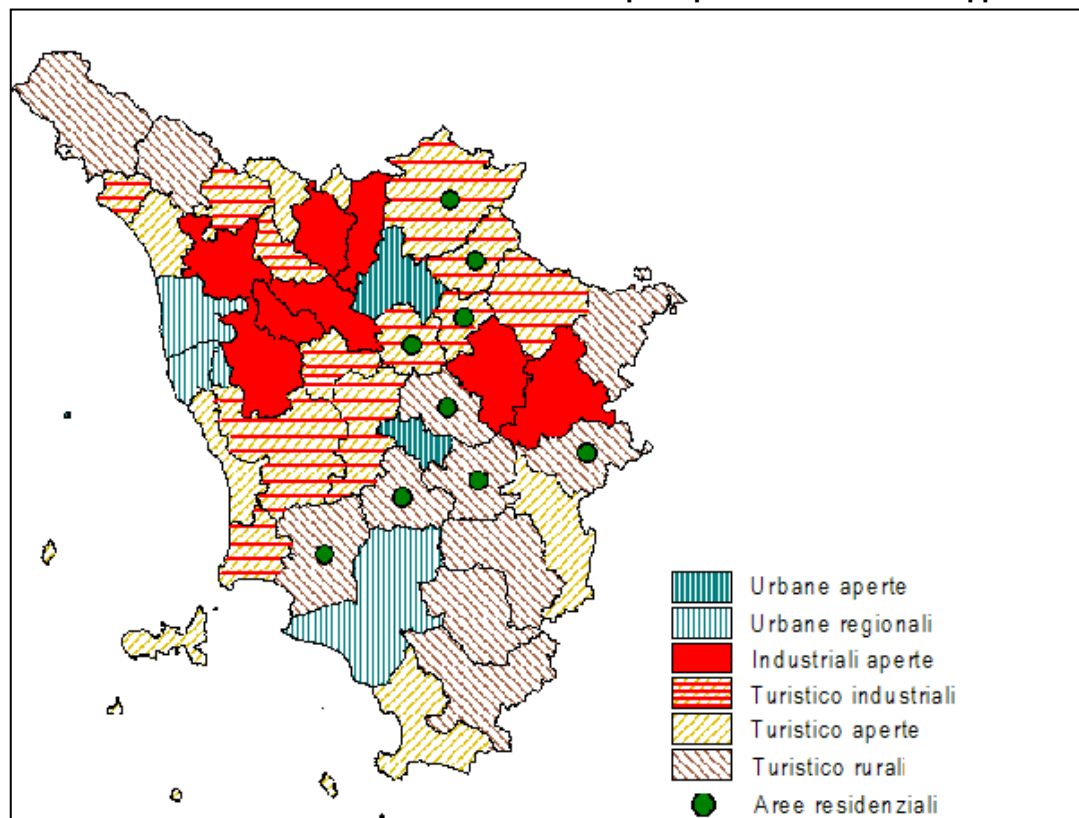 Urbane aperte
Urbane regionali
Industriali aperte
Turistico industriali
Turistico aperte
Turistico rurali
Aree residenziali